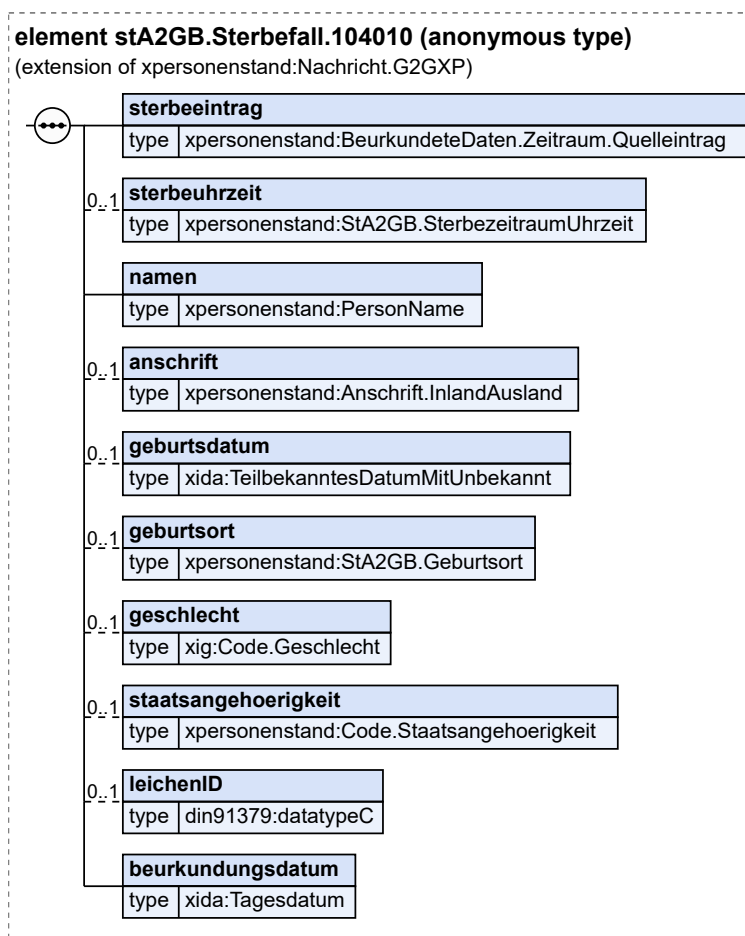 element stA2GB.Sterbefall.104010 (anonymous type)
(extension of xpersonenstand:Nachricht.G2GXP)
sterbeeintrag
type xpersonenstand:BeurkundeteDaten.Zeitraum.Quelleintrag
0..1 sterbeuhrzeit
type xpersonenstand:StA2GB.SterbezeitraumUhrzeit
namen
type xpersonenstand:PersonName
0..1 anschrift
type xpersonenstand:Anschrift.InlandAusland
0..1 geburtsdatum
type xida:TeilbekanntesDatumMitUnbekannt
0..1 geburtsort
type xpersonenstand:StA2GB.Geburtsort
0..1 geschlecht
type xig:Code.Geschlecht
0..1 staatsangehoerigkeit
type xpersonenstand:Code.Staatsangehoerigkeit
0..1 leichenID
type din91379:datatypeC
beurkundungsdatum
type xida:Tagesdatum